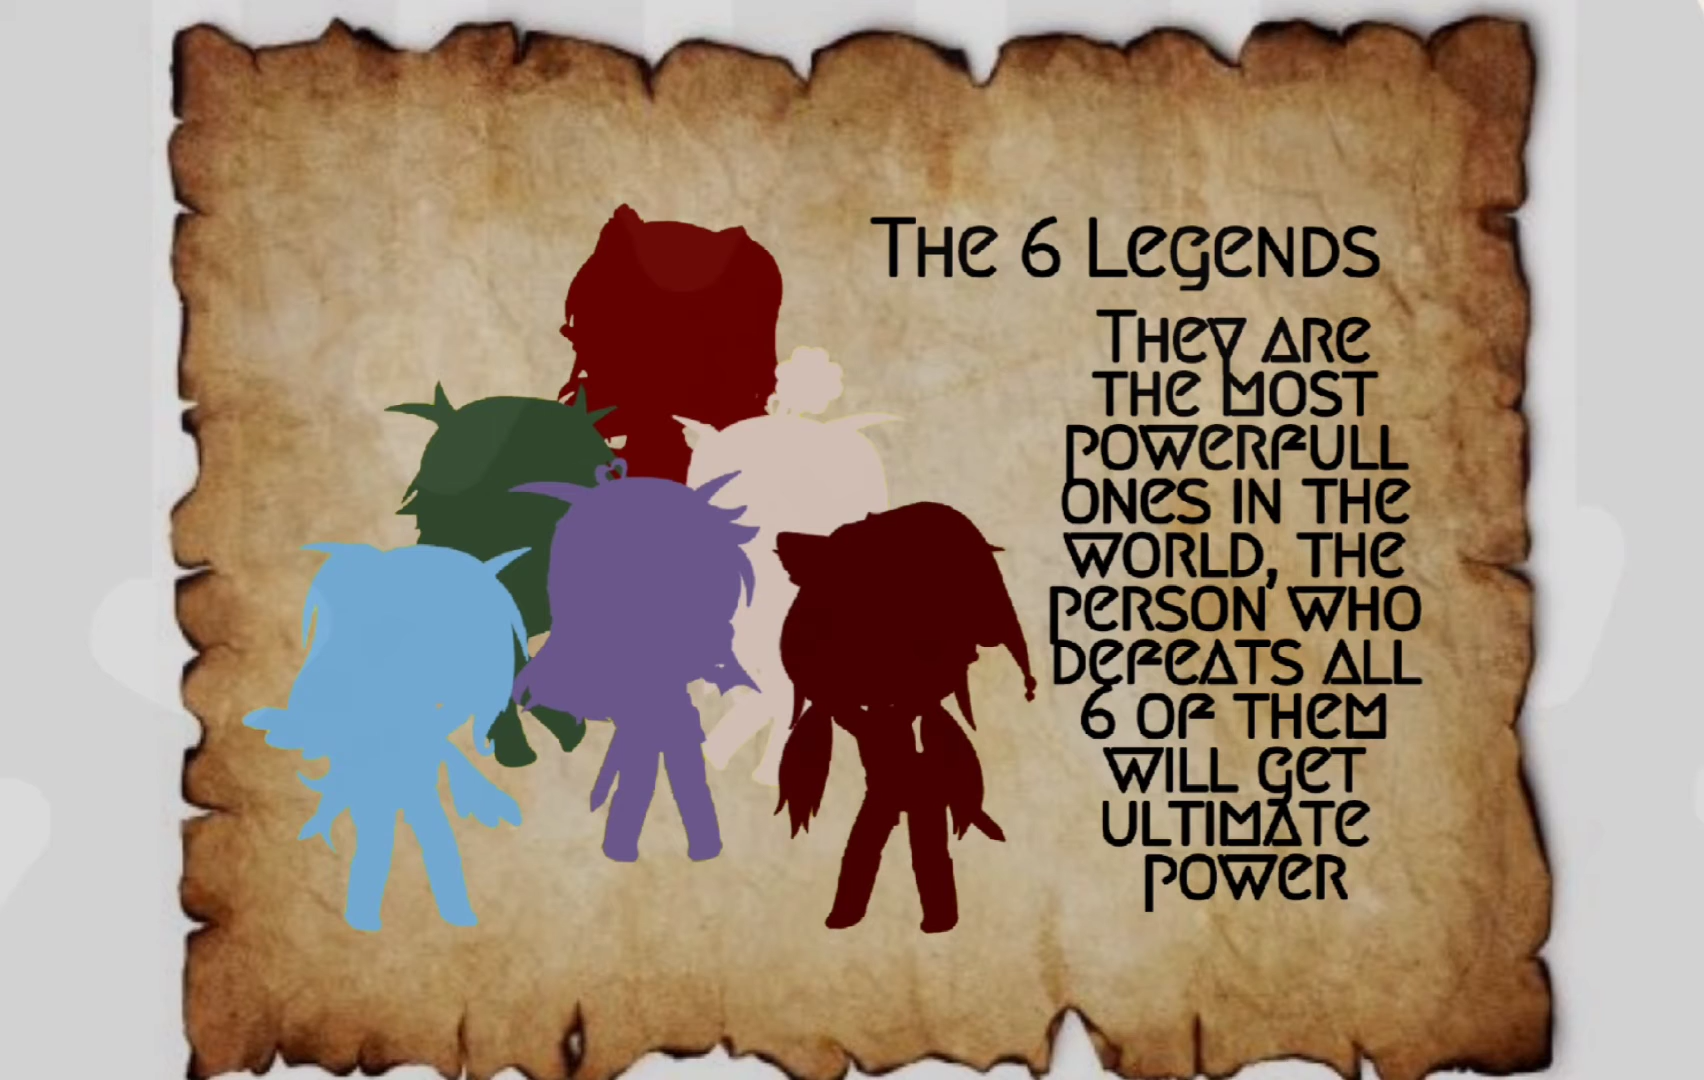 The 6 Legends
They are
the most
powerfull
ones in the
world, the
person who
defeats all
6 of them
will get
ultimate
power